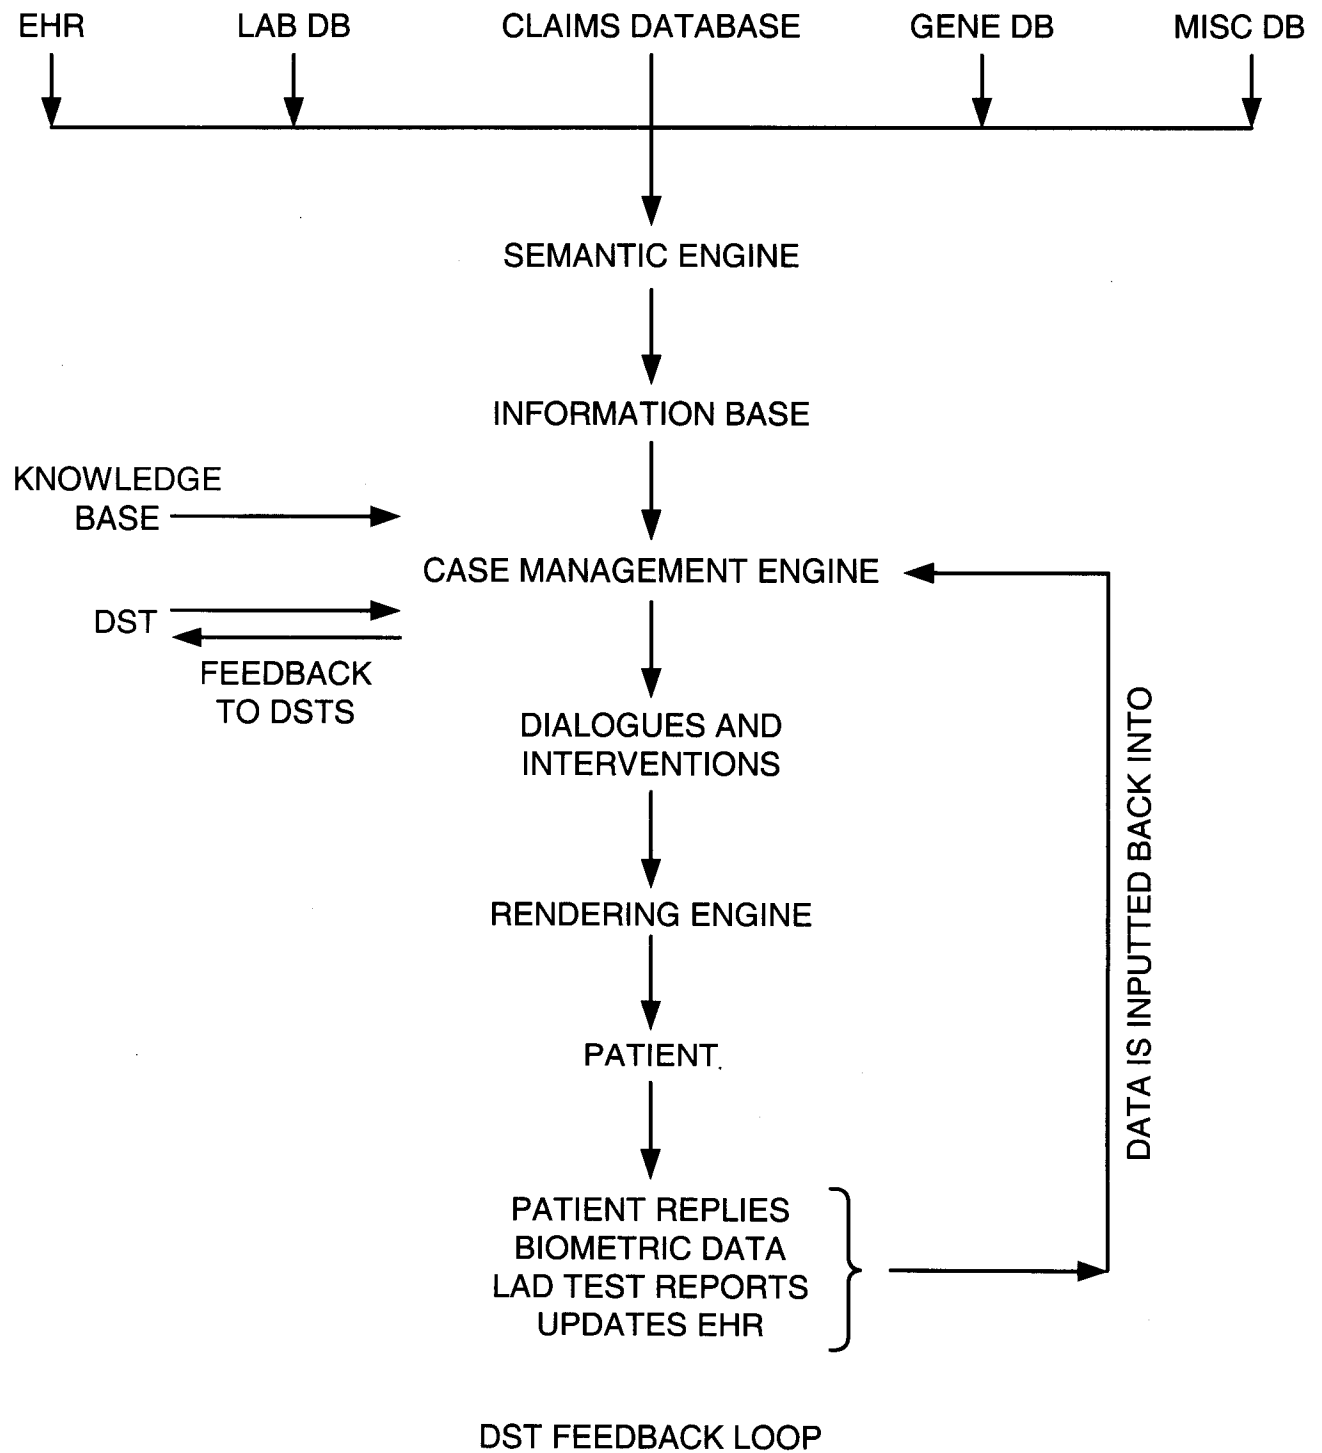 EHR
LAB DB
CLAIMS DATABASE
GENE DB
MISC DB
SEMANTIC ENGINE
INFORMATION BASE
KNOWLEDGE
BASE
CASE MANAGEMENT ENGINE
DST
FEEDBACK
TO DSTS
DIALOGUES AND
INTERVENTIONS
RENDERING ENGINE
PATIENT
DATA IS INPUTTED BACK INTO
PATIENT REPLIES
BIOMETRIC DATA
LAD TEST REPORTS
UPDATES EHR
DST FEEDBACK LOOP